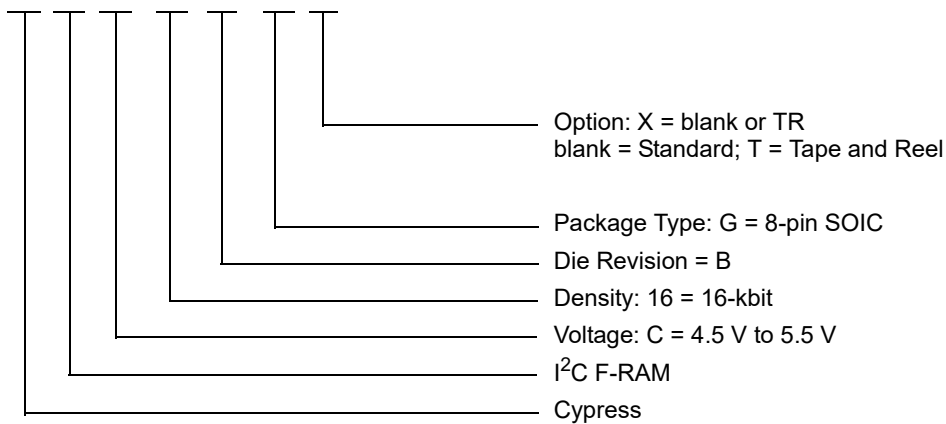 Option: X = blank or TR
blank = Standard; T = Tape and Reel
Package Type: G = 8-pin SOIC
Die Revision = B
Density: 16 = 16-kbit
Voltage: C = 4.5 V to 5.5 V
I²C F-RAM
Cypress